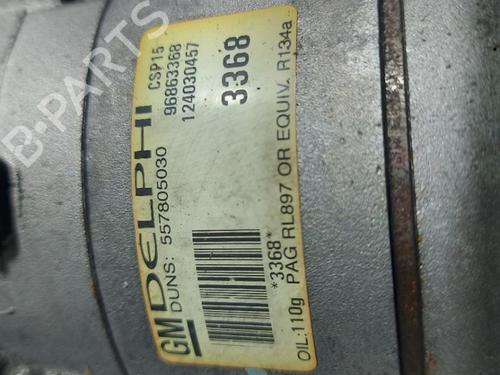 GM DELPHI CSP15
DUNS: 557805030 96863368
124030457
3368
*3368*
PAG RL897 OR EQUIV. R134a
OIL:110g
B-PARTS